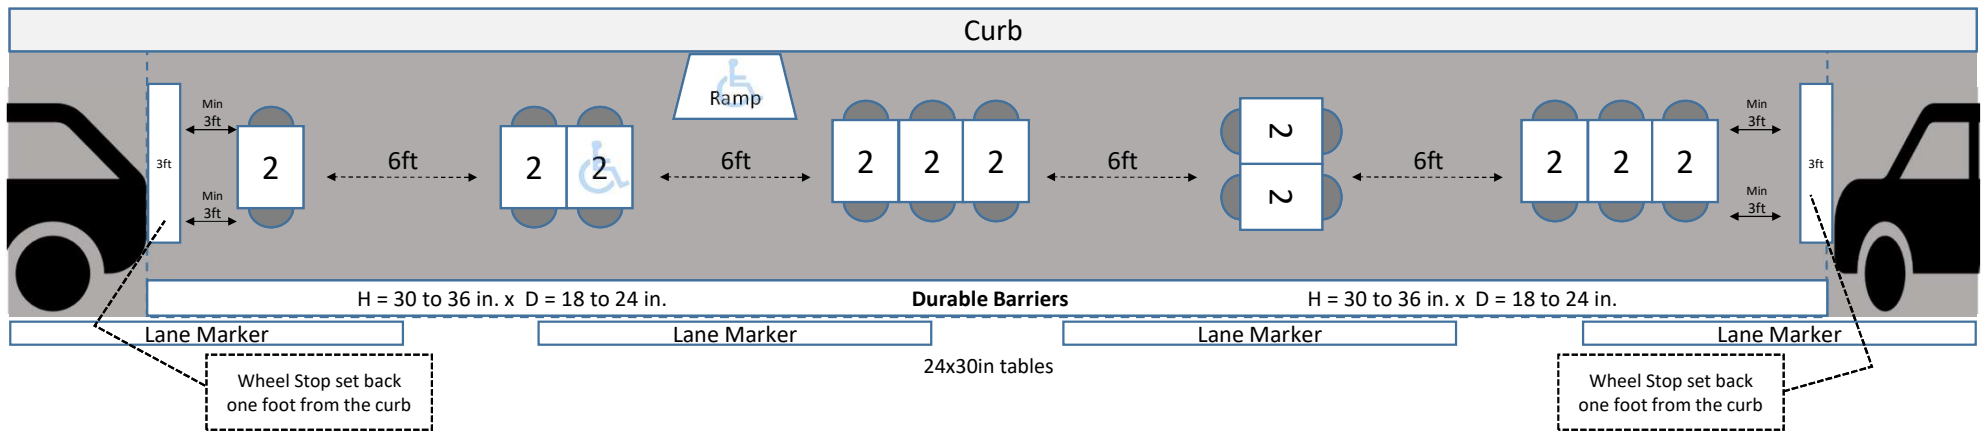 Curb
Ramp
Min
3ft
Min
3ft
3ft
2
6ft
2
2
6ft
2
2
2
6ft
2
2
6ft
2
2
2
Min
3ft
Min
3ft
3ft
H = 30 to 36 in. x D = 18 to 24 in.
Durable Barriers
H = 30 to 36 in. x D = 18 to 24 in.
Lane Marker
Lane Marker
Lane Marker
Lane Marker
24x30in tables
Wheel Stop set back
one foot from the curb
Wheel Stop set back
one foot from the curb